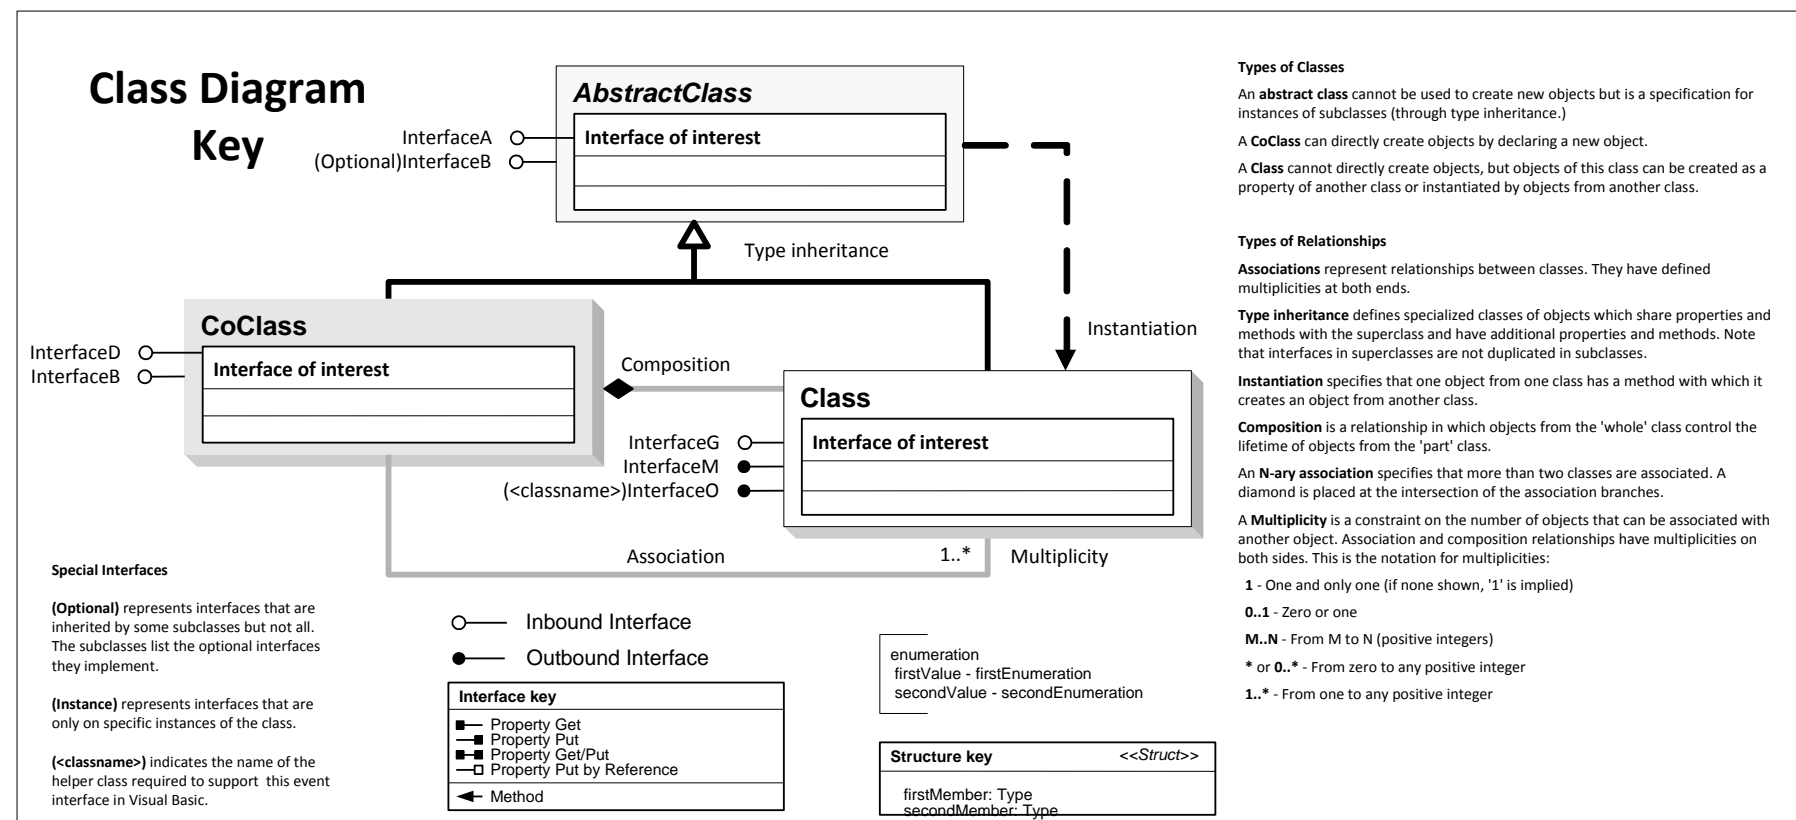 Class Diagram
Key
AbstractClass
Interface of interest
InterfaceA
(Optional)InterfaceB
Type inheritance
CoClass
Interface of interest
InterfaceD
InterfaceB
Composition
Instantiation
Class
Interface of interest
InterfaceG
InterfaceM
(<classname>)InterfaceO
Association
1..*
Multiplicity
Special Interfaces
(Optional) represents interfaces that are
inherited by some subclasses but not all.
The subclasses list the optional interfaces
they implement.
(Instance) represents interfaces that are
only on specific instances of the class.
(<classname>) indicates the name of the
helper class required to support this event
interface in Visual Basic.
Inbound Interface
Outbound Interface
Interface key
Property Get
Property Put
Property Get/Put
Property Put by Reference
Method
enumeration
firstValue - firstEnumeration
secondValue - secondEnumeration
Structure key <<Struct>>
firstMember: Type
secondMember: Type
Types of Classes
An abstract class cannot be used to create new objects but is a specification for
instances of subclasses (through type inheritance.)
A CoClass can directly create objects by declaring a new object.
A Class cannot directly create objects, but objects of this class can be created as a
property of another class or instantiated by objects from another class.
Types of Relationships
Associations represent relationships between classes. They have defined
multiplicities at both ends.
Type inheritance defines specialized classes of objects which share properties and
methods with the superclass and have additional properties and methods. Note
that interfaces in superclasses are not duplicated in subclasses.
Instantiation specifies that one object from one class has a method with which it
creates an object from another class.
Composition is a relationship in which objects from the 'whole' class control the
lifetime of objects from the 'part' class.
An N-ary association specifies that more than two classes are associated. A
diamond is placed at the intersection of the association branches.
A Multiplicity is a constraint on the number of objects that can be associated with
another object. Association and composition relationships have multiplicities on
both sides. This is the notation for multiplicities:
1 - One and only one (if none shown, '1' is implied)
0..1 - Zero or one
M..N - From M to N (positive integers)
* or 0..* - From zero to any positive integer
1..* - From one to any positive integer